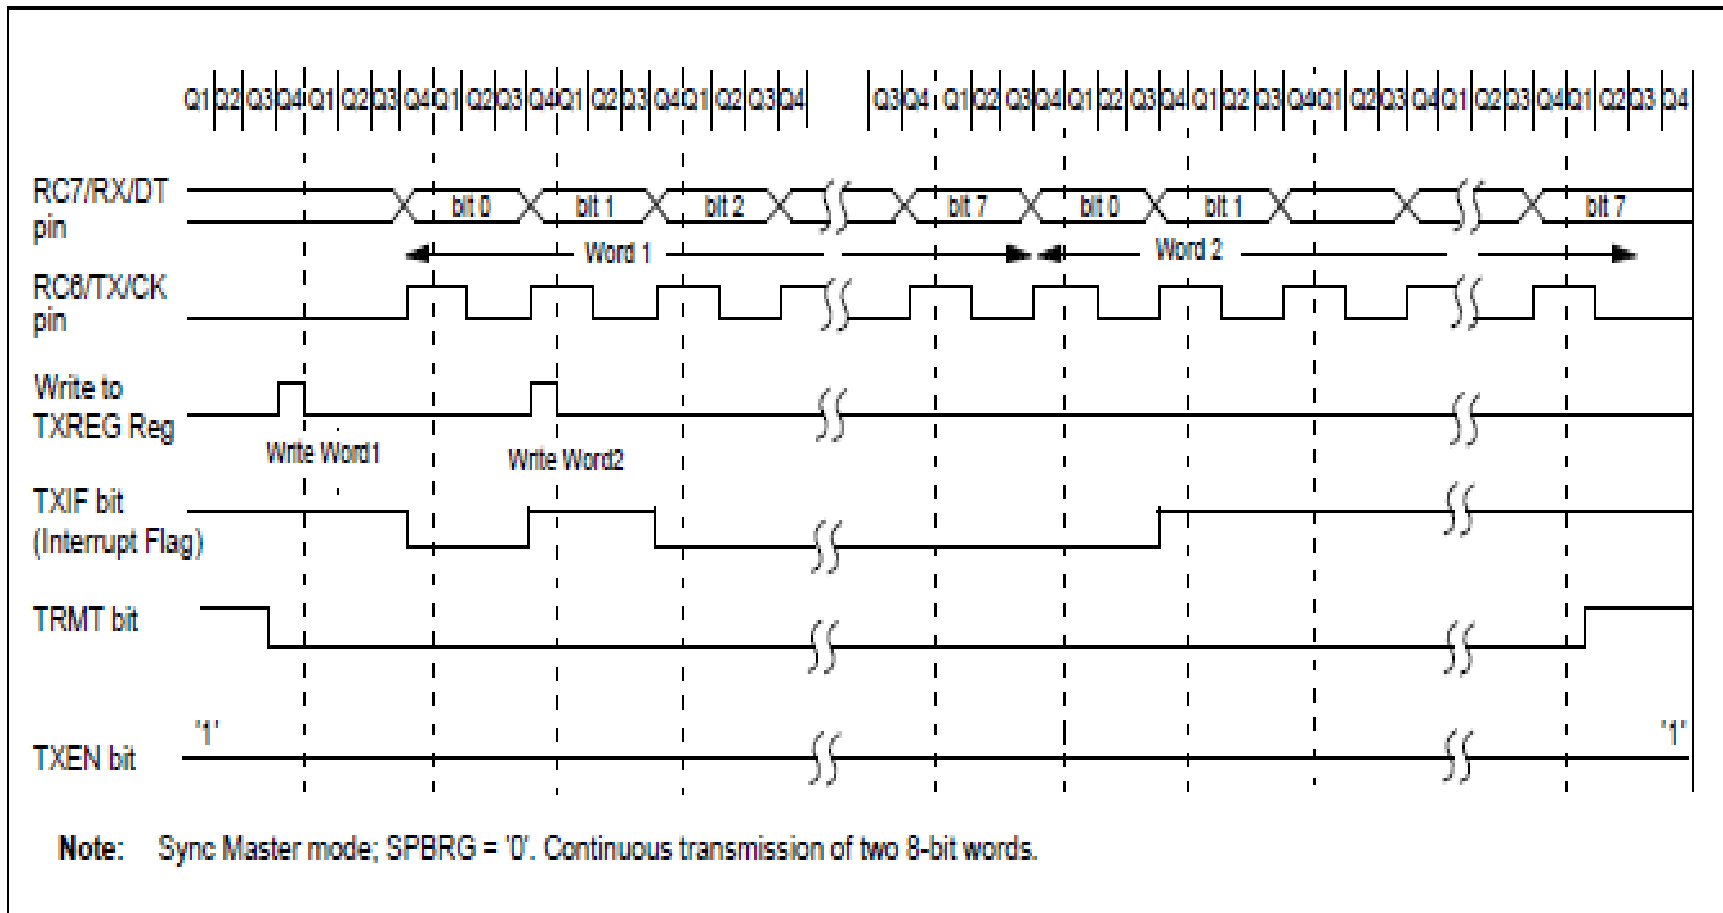 Q1 Q2 Q3 Q4 Q1 Q2 Q3 Q4 Q1 Q2 Q3 Q4 Q1 Q2 Q3 Q4 Q1 Q2 Q3 Q4 Q3 Q4 Q1 Q2 Q3 Q4 Q1 Q2 Q3 Q4 Q1 Q2 Q3 Q4 Q1 Q2 Q3 Q4 Q1 Q2 Q3 Q4 Q1 Q2 Q3 Q4
RC7/RX/DT
pin
bit 0 bit 1 bit 2 bit 7 bit 0 bit 1 bit 7
Word 1 Word 2
RC6/TX/CK
pin
Write to
TXREG Reg
Write Word1 Write Word2
TXIF bit
(Interrupt Flag)
TRMT bit
'1' '1'
TXEN bit
Note: Sync Master mode; SPBRG = '0'. Continuous transmission of two 8-bit words.